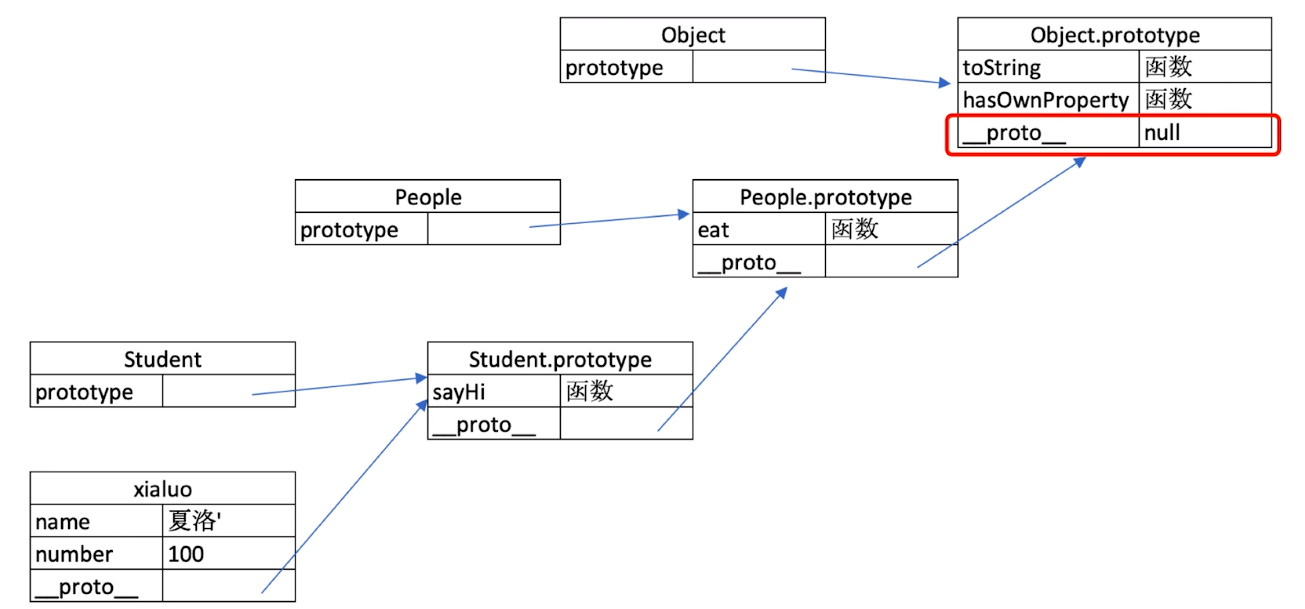 Object
prototype
Object.prototype
toString 函数
hasOwnProperty 函数
__proto__ null
People
prototype
People.prototype
eat 函数
__proto__
Student
prototype
Student.prototype
sayHi 函数
__proto__
xialuo
name 夏洛'
number 100
__proto__